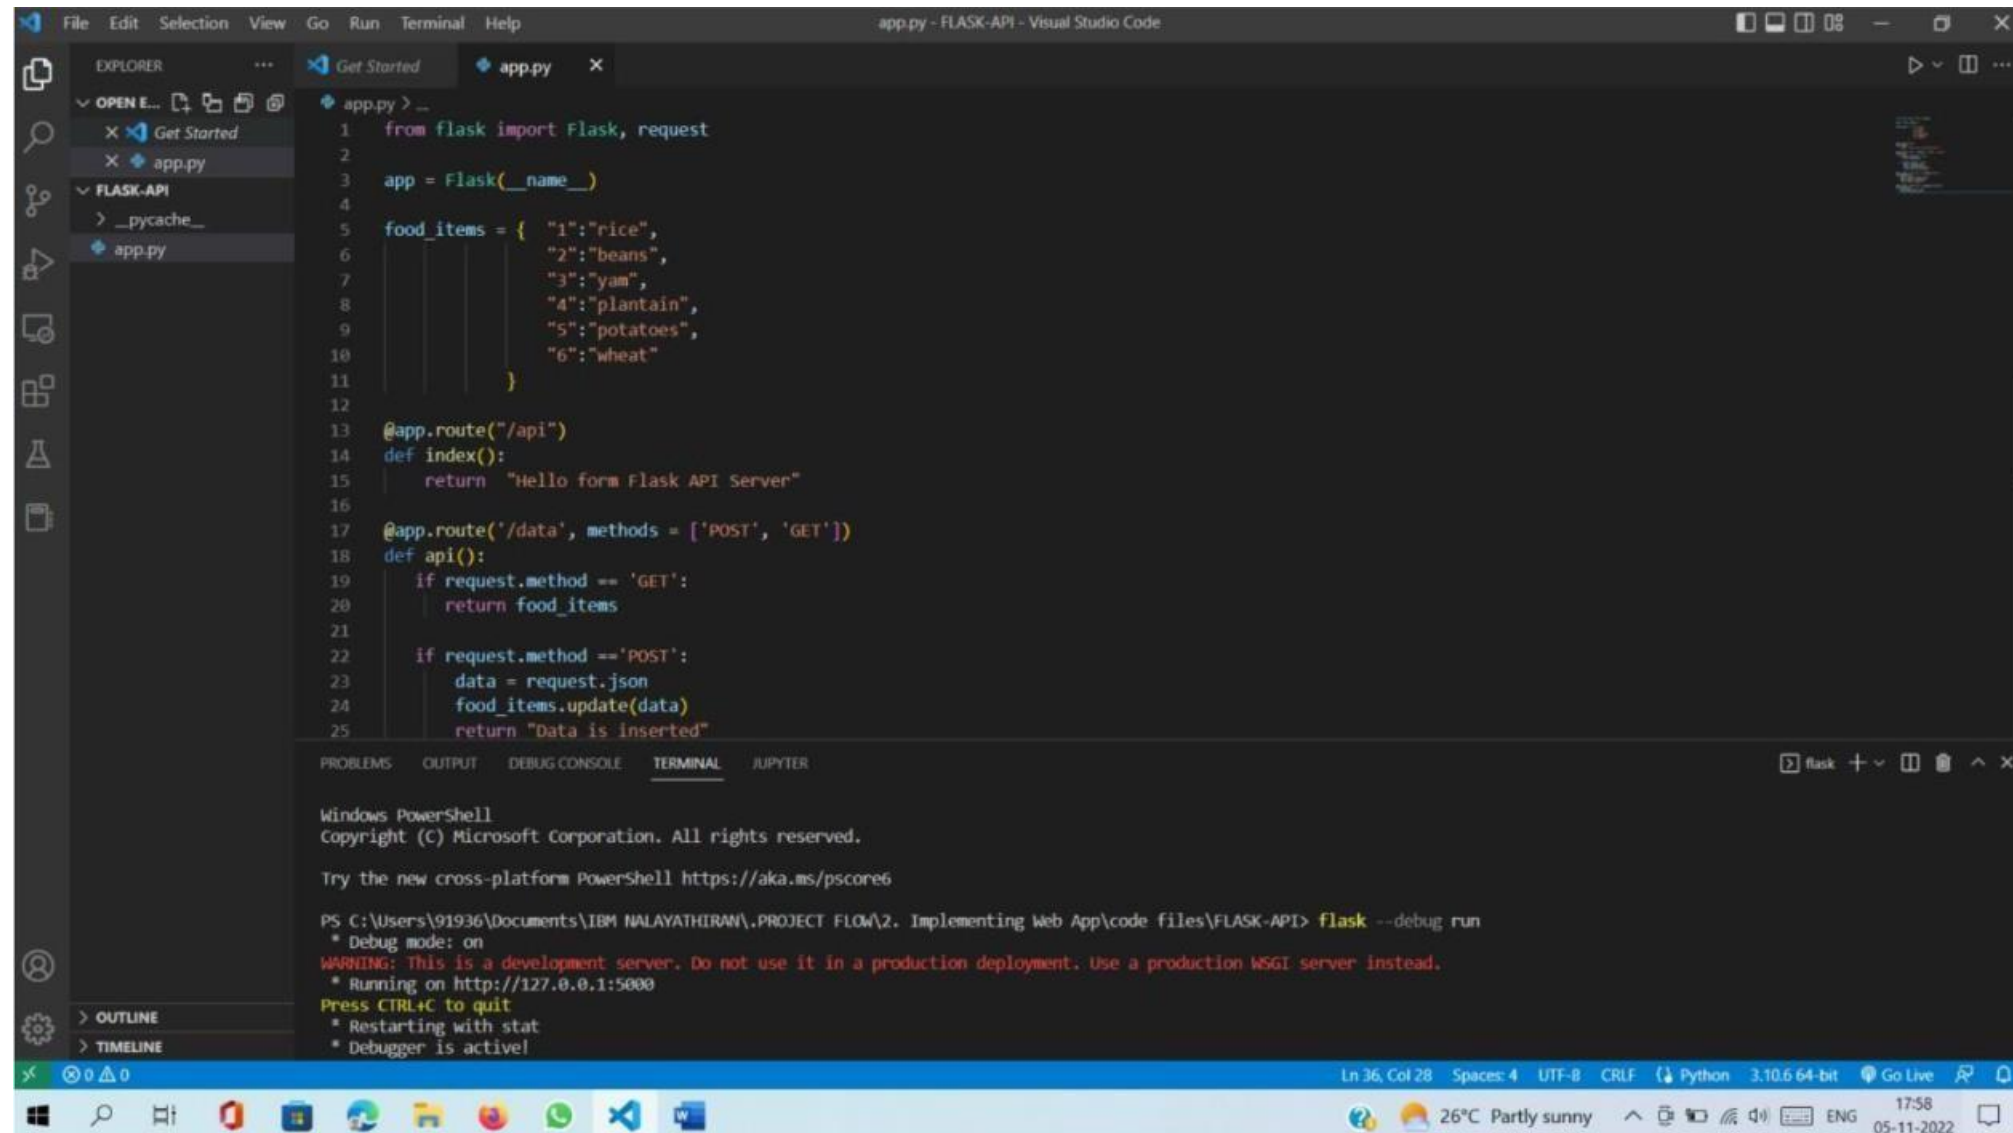 File Edit Selection View Go Run Terminal Help
app.py - FLASK-API - Visual Studio Code
EXPLORER
OPEN E...
Get Started
app.py
FLASK-API
__pycache__
app.py
OUTLINE
TIMELINE
Get Started
app.py
app.py > ...
1 from flask import Flask, request
2
3 app = Flask(__name__)
4
5 food_items = { "1":"rice",
6 "2":"beans",
7 "3":"yam",
8 "4":"plantain",
9 "5":"potatoes",
10 "6":"wheat"
11 }
12
13 @app.route("/api")
14 def index():
15 return "Hello form Flask API Server"
16
17 @app.route('/data', methods = ['POST', 'GET'])
18 def api():
19 if request.method == 'GET':
20 return food_items
21
22 if request.method =='POST':
23 data = request.json
24 food_items.update(data)
25 return "Data is inserted"
PROBLEMS OUTPUT DEBUG CONSOLE TERMINAL JUPYTER
flask
Windows PowerShell
Copyright (C) Microsoft Corporation. All rights reserved.
Try the new cross-platform PowerShell https://aka.ms/pscore6
PS C:\Users\91936\Documents\IBM NALAYATHIRAN\.PROJECT FLOW\2. Implementing Web App\code files\FLASK-API> flask --debug run
* Debug mode: on
WARNING: This is a development server. Do not use it in a production deployment. Use a production WSGI server instead.
* Running on http://127.0.0.1:5000
Press CTRL+C to quit
* Restarting with stat
* Debugger is active!
0 0
Ln 36, Col 28 Spaces: 4 UTF-8 CRLF Python 3.10.6 64-bit Go Live
26°C Partly sunny ENG
17:58
05-11-2022